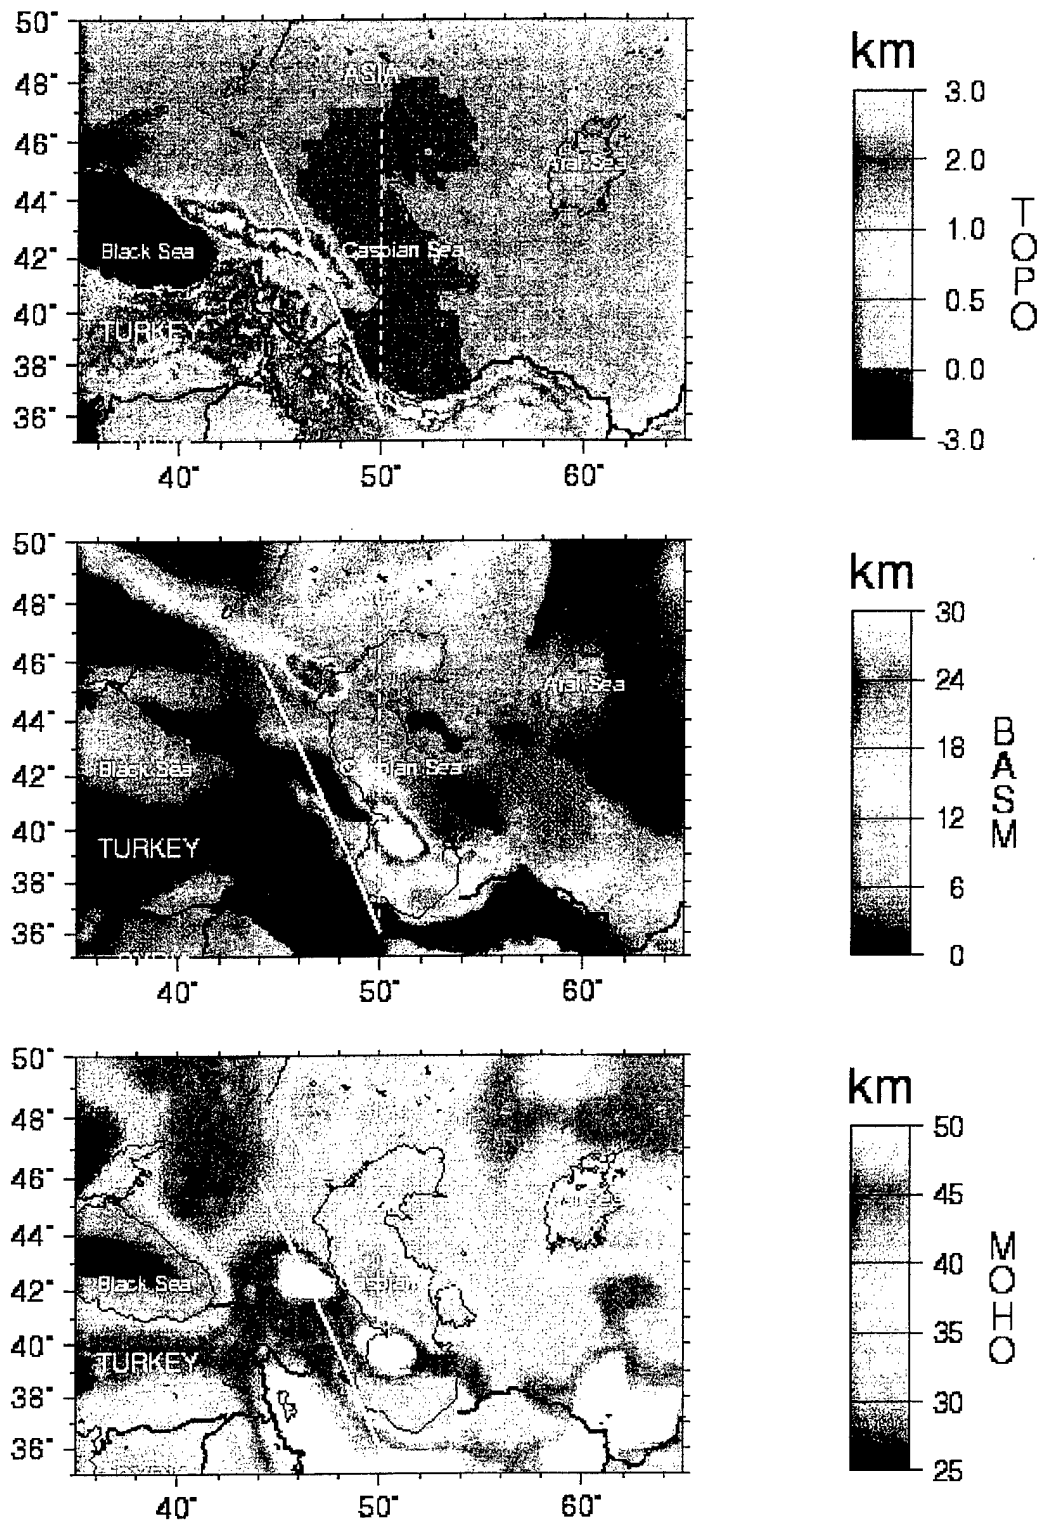 50°
48°
46°
44°
42°
40°
38°
36°
40° 50° 60°
ASIA
Aral Sea
Black Sea
Caspian Sea
TURKEY
km
3.0
2.0
1.0
0.5
0.0
-3.0
TOPO
50°
48°
46°
44°
42°
40°
38°
36°
40° 50° 60°
Aral Sea
Black Sea
TURKEY
km
30
24
18
12
6
0
BASM
50°
48°
46°
44°
42°
40°
38°
36°
40° 50° 60°
Black Sea
TURKEY
km
50
45
40
35
30
25
MOHO